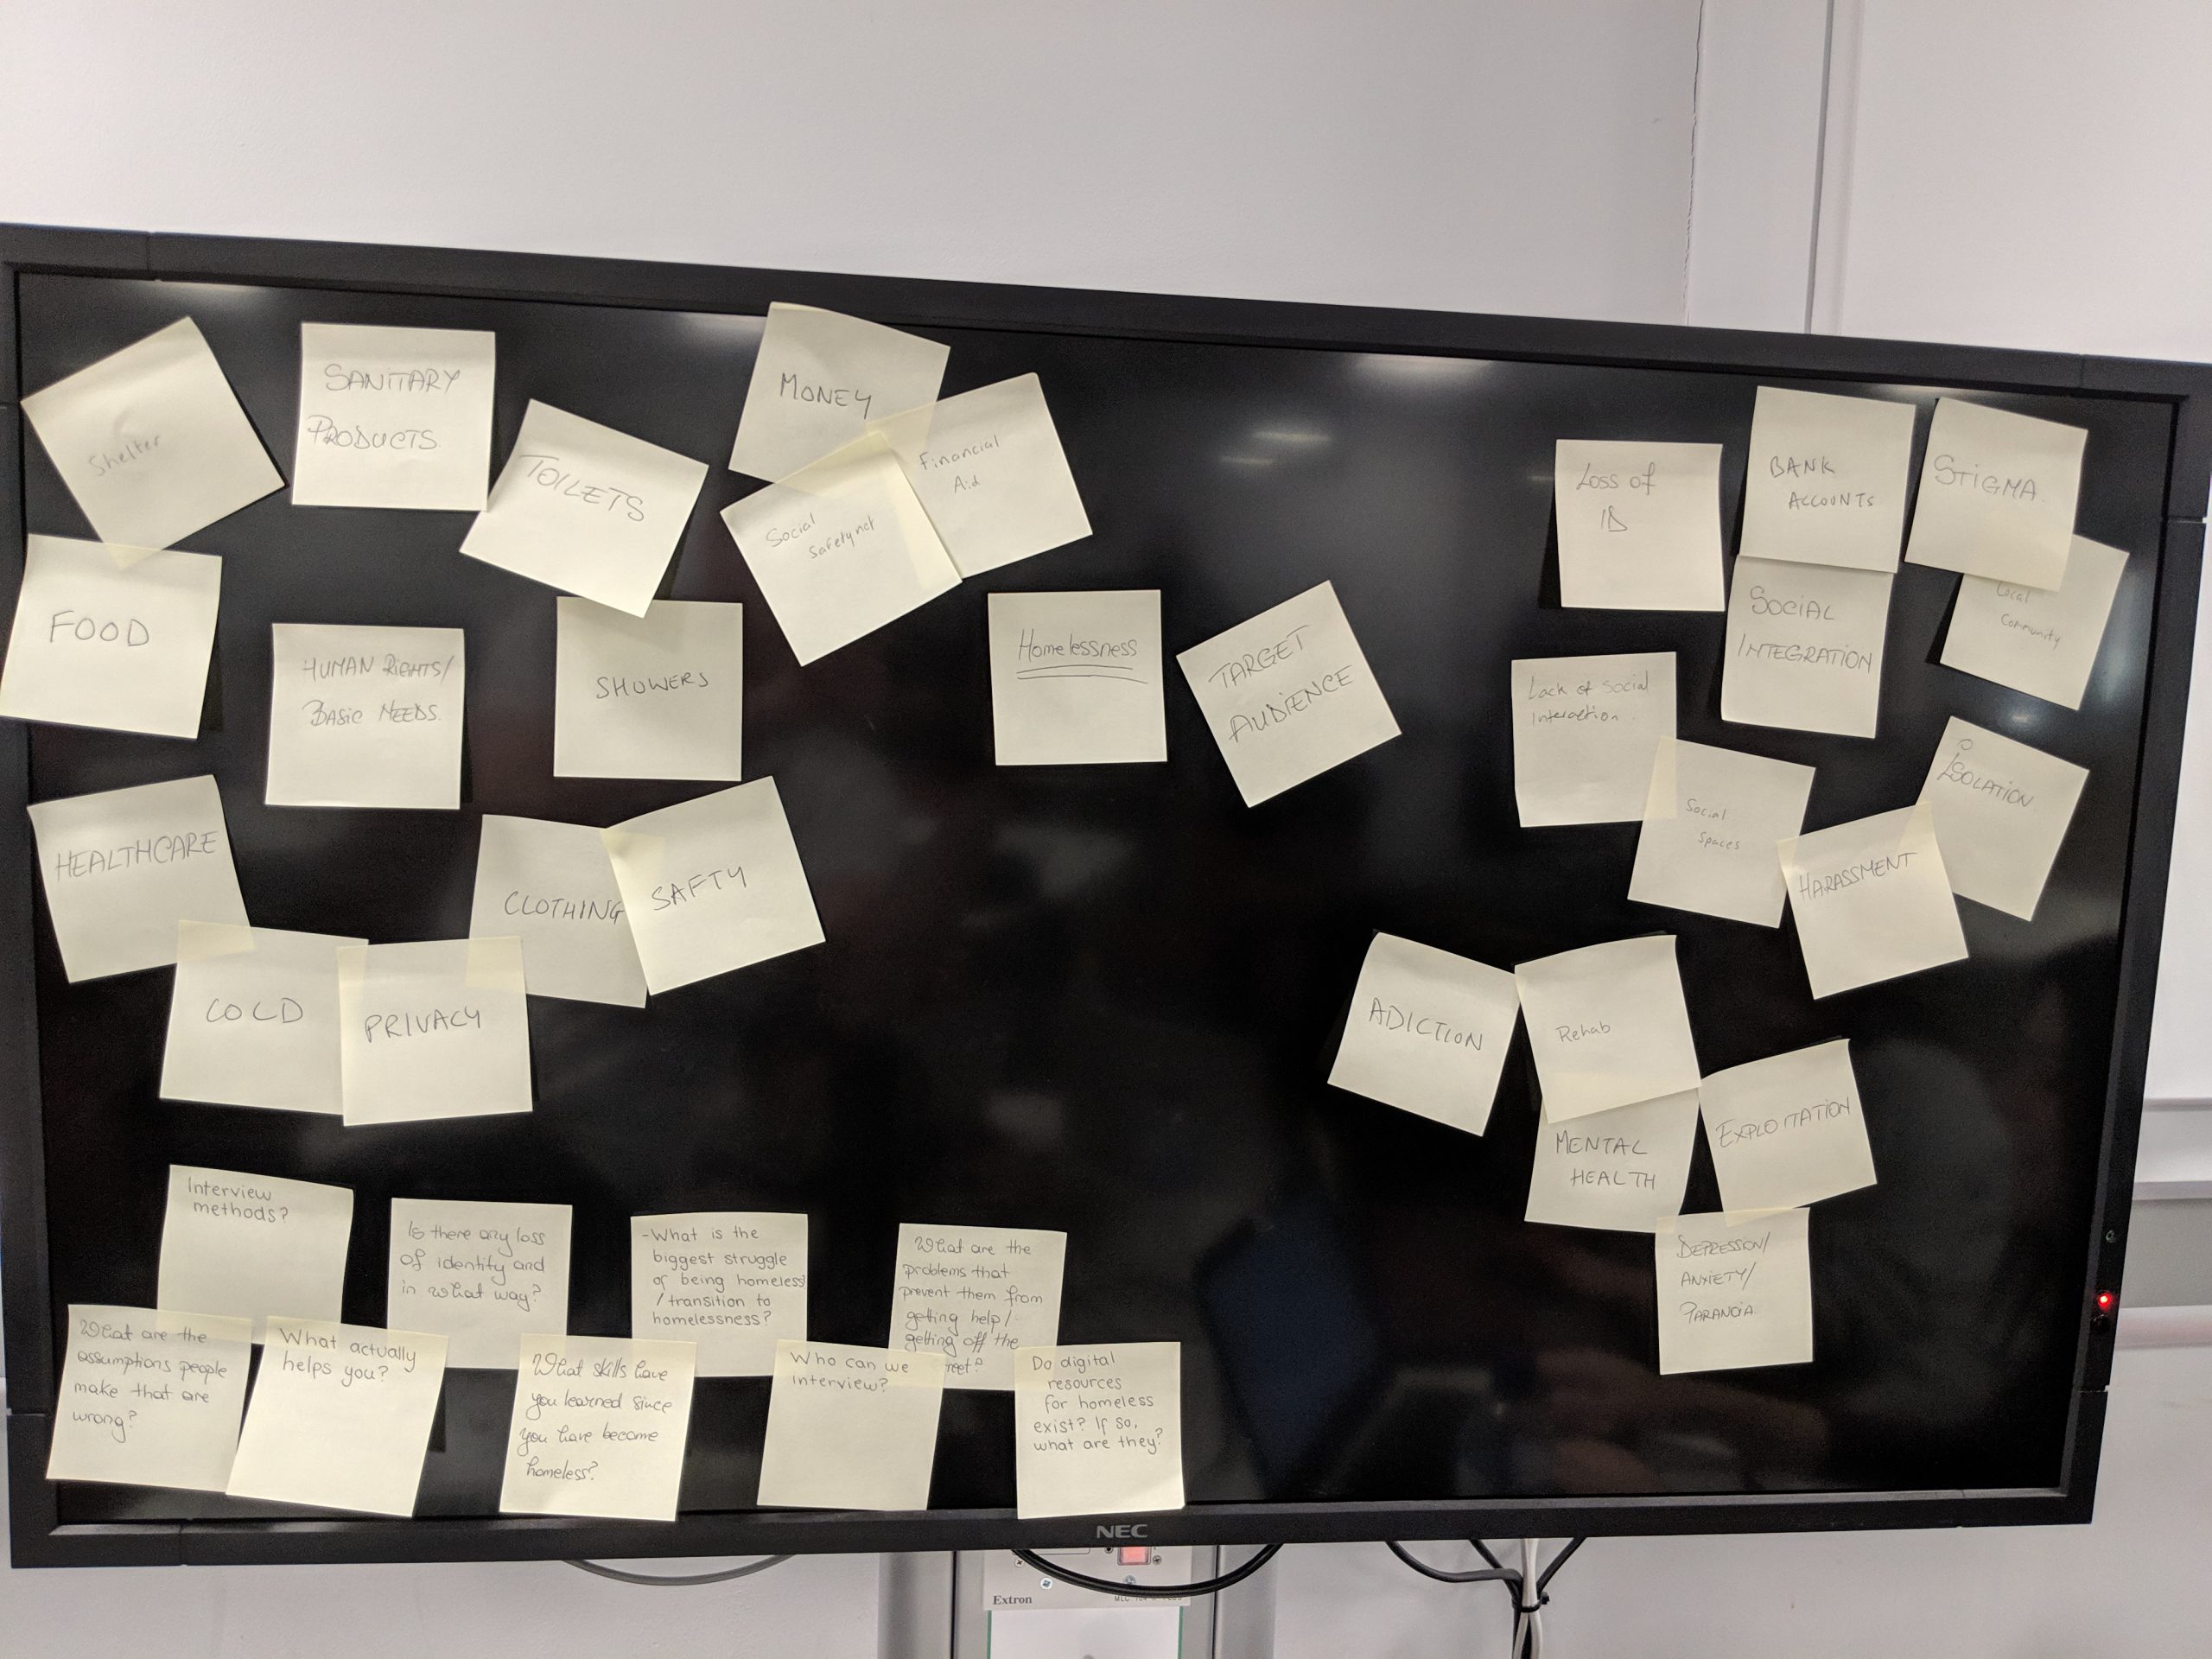 Shelter
SANITARY
PRODUCTS
TOILETS
MONEY
Financial
Aid
Social
Safetynet
FOOD
HUMAN RIGHTS/
BASIC NEEDS
SHOWERS
Homelessness
TARGET
AUDIENCE
HEALTHCARE
CLOTHING
SAFTY
COLD
PRIVACY
Loss of
ID
BANK
ACCOUNTS
STIGMA
Local
Community
SOCIAL
INTEGRATION
Lack of social
interaction
Social
Spaces
ISOLATION
HARASSMENT
ADICTION
Rehab
MENTAL
HEALTH
EXPLOITATION
DEPRESSION/
ANXIETY/
PARANOIA
Interview
methods?
Is there any loss
of identity and
in what way?
-What is the
biggest struggle
of being homeless
/ transition to
homelessness?
What are the
problems that
prevent them from
getting help/
getting off the
reet?
What are the
assumptions people
make that are
wrong?
What actually
helps you?
What skills have
you learned since
you have become
homeless?
Who can we
interview?
Do digital
resources
for homeless
exist? If so,
what are they?
NEC
Extron